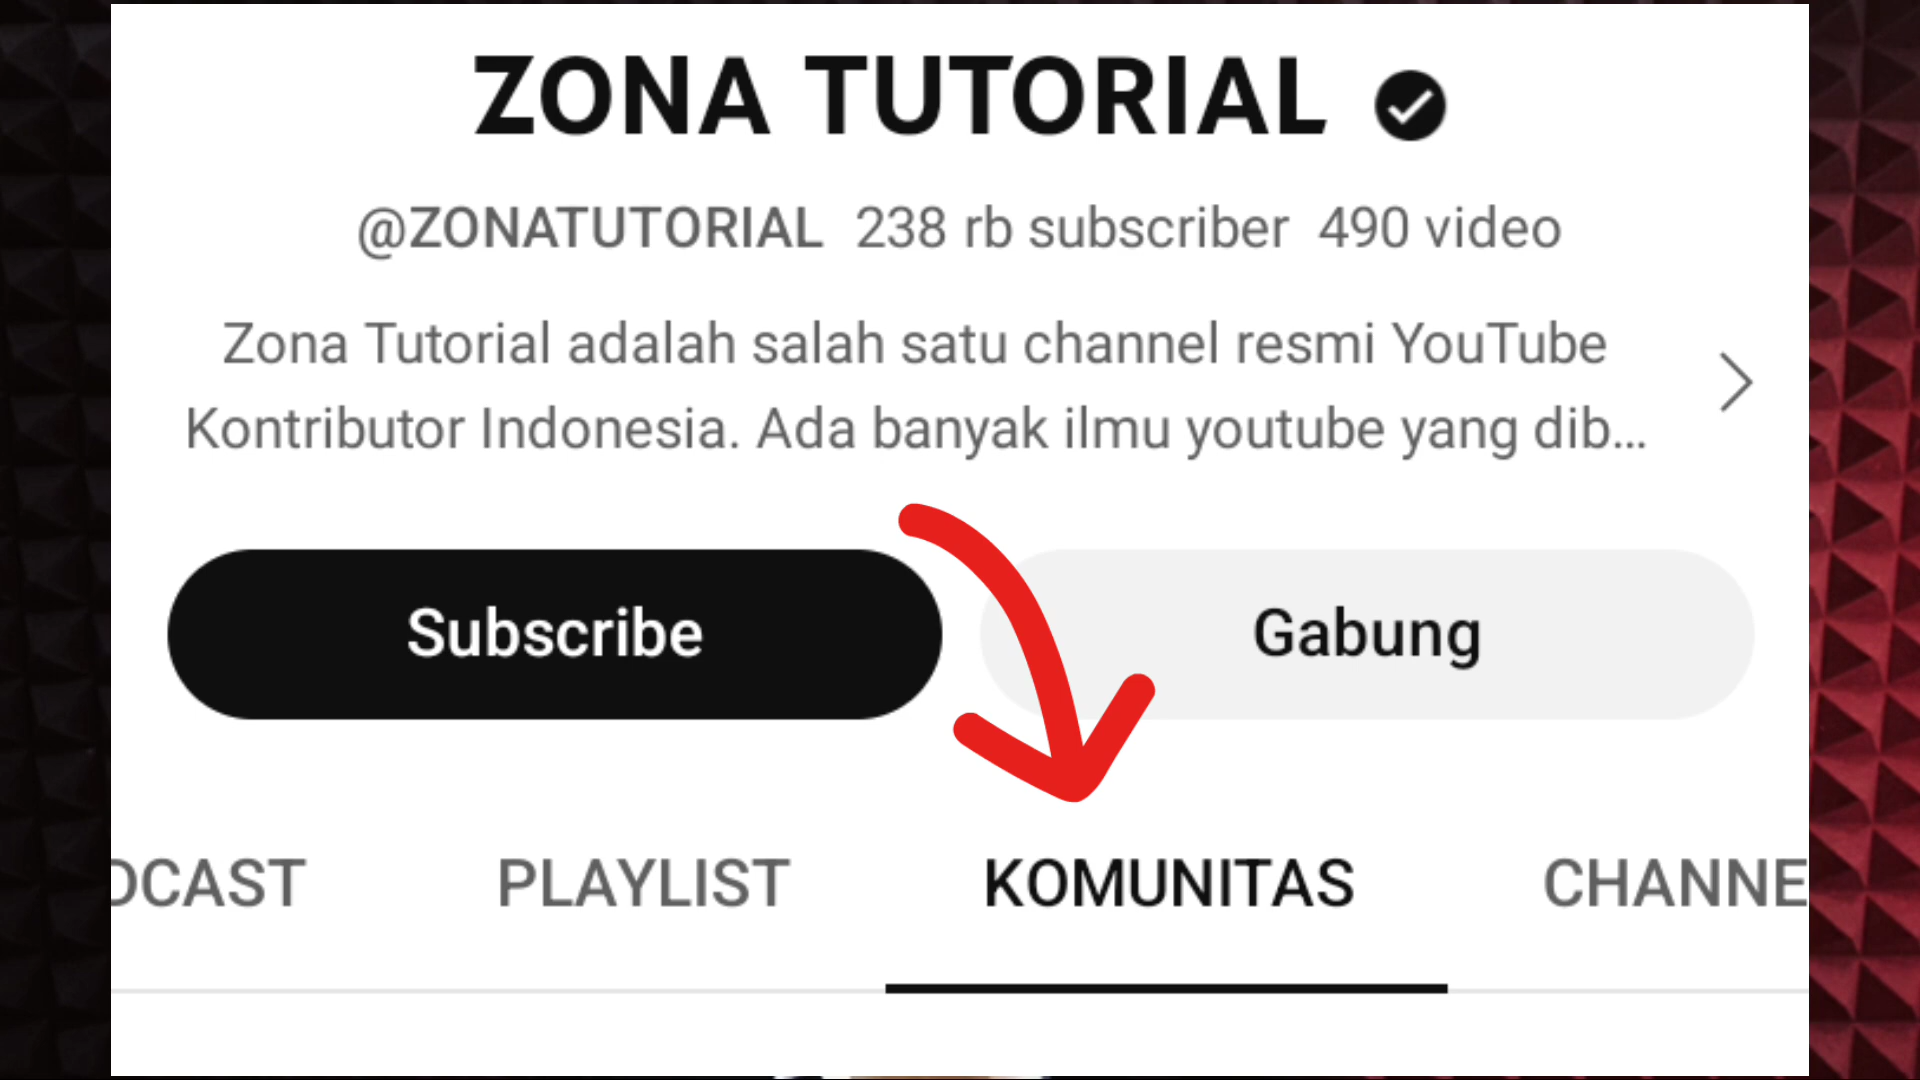 ZONA TUTORIAL
@ZONATUTORIAL 238 rb subscriber 490 video
Zona Tutorial adalah salah satu channel resmi YouTube
Kontributor Indonesia. Ada banyak ilmu youtube yang dib...
Subscribe
Gabung
DCAST PLAYLIST KOMUNITAS CHANNE